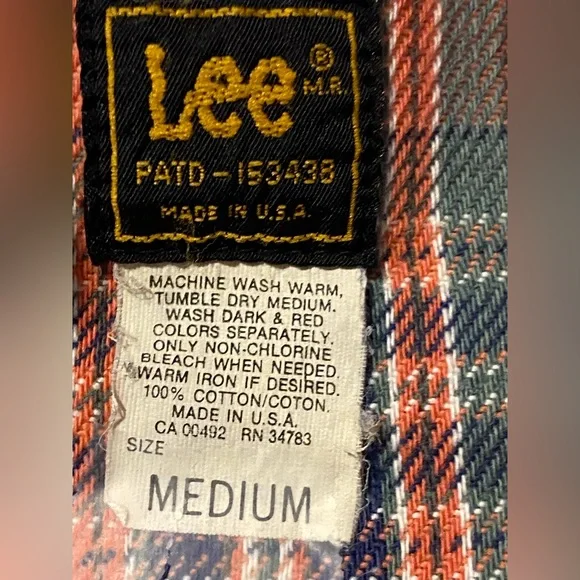 Lee ®
M.R.
PATD-153438
MADE IN U.S.A.
MACHINE WASH WARM,
TUMBLE DRY MEDIUM.
WASH DARK & RED
COLORS SEPARATELY.
ONLY NON-CHLORINE
BLEACH WHEN NEEDED.
WARM IRON IF DESIRED.
100% COTTON/COTON.
MADE IN U.S.A.
CA 00492 RN 34783
SIZE
MEDIUM